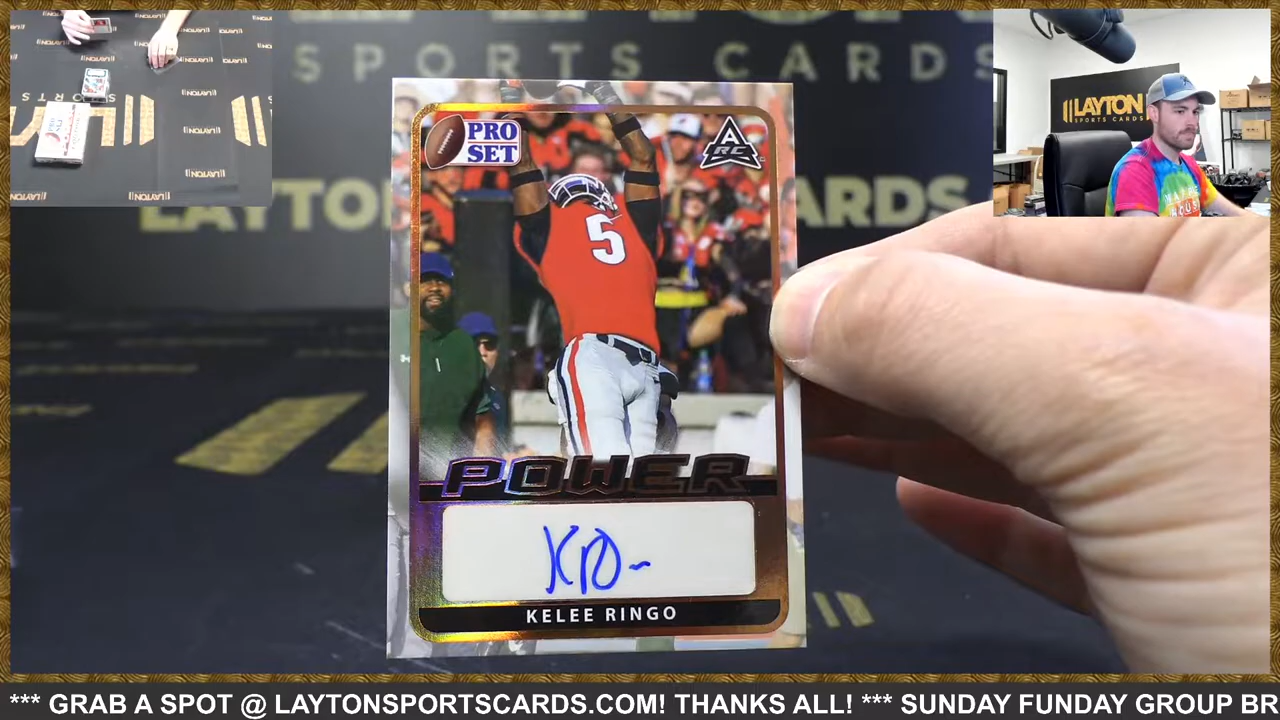 SPORTS CARDS
LAYTON
CARDS
LAYTON
SPORTS CARDS
PRO
SET
A
RC
5
POWER
KELEE RINGO
*** GRAB A SPOT @ LAYTONSPORTSCARDS.COM! THANKS ALL! *** SUNDAY FUNDAY GROUP BR